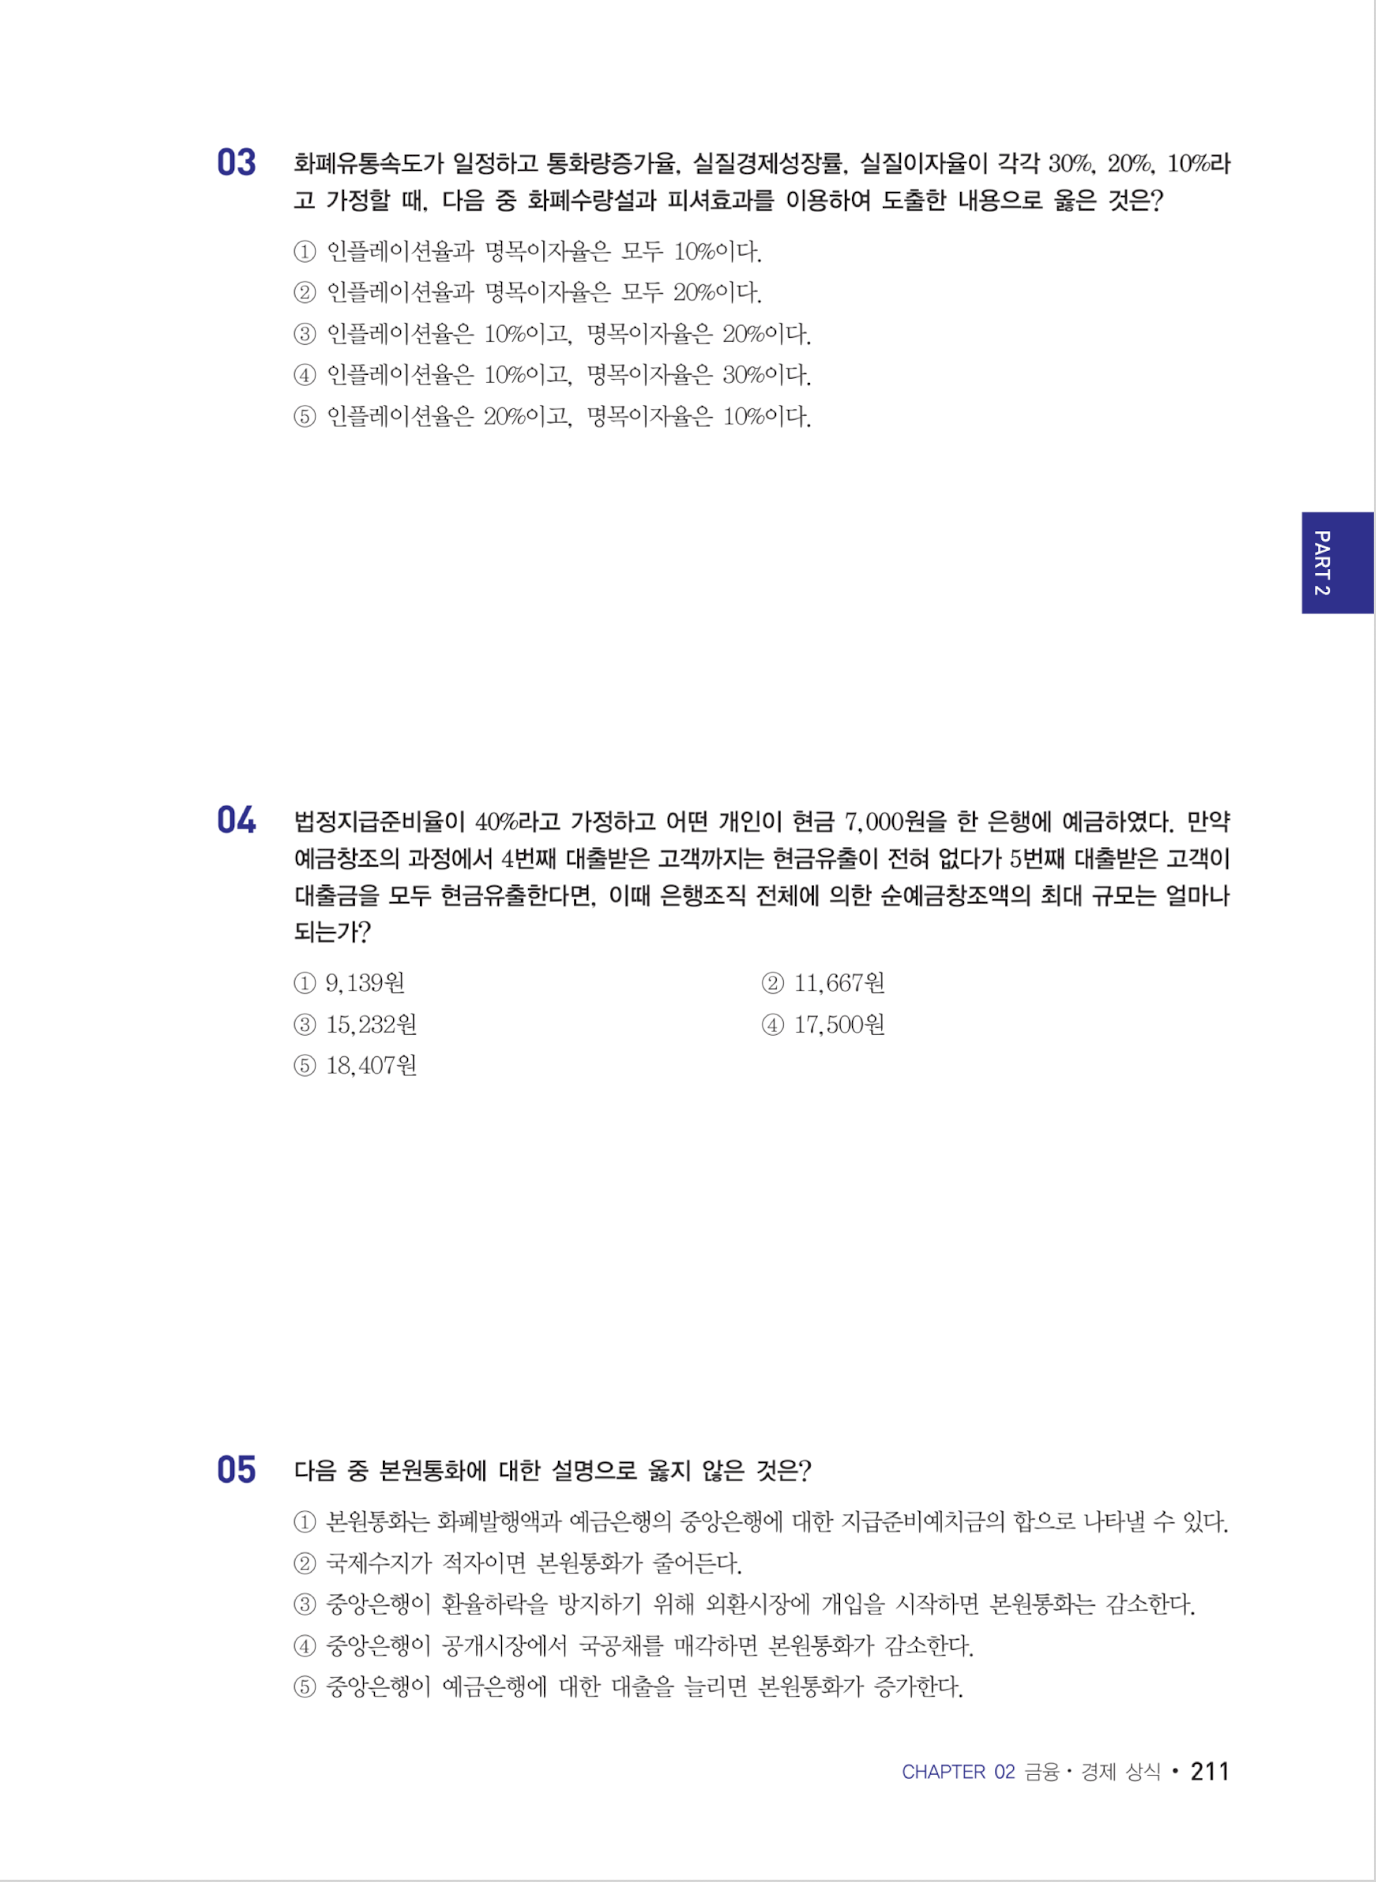 03 화폐유통속도가 일정하고 통화량증가율, 실질경제성장률, 실질이자율이 각각 30%, 20%, 10%라
고 가정할 때, 다음 중 화폐수량설과 피셔효과를 이용하여 도출한 내용으로 옳은 것은?
① 인플레이션율과 명목이자율은 모두 10%이다.
② 인플레이션율과 명목이자율은 모두 20%이다.
③ 인플레이션율은 10%이고, 명목이자율은 20%이다.
④ 인플레이션율은 10%이고, 명목이자율은 30%이다.
⑤ 인플레이션율은 20%이고, 명목이자율은 10%이다.
PART 2
04 법정지급준비율이 40%라고 가정하고 어떤 개인이 현금 7,000원을 한 은행에 예금하였다. 만약
예금창조의 과정에서 4번째 대출받은 고객까지는 현금유출이 전혀 없다가 5번째 대출받은 고객이
대출금을 모두 현금유출한다면, 이때 은행조직 전체에 의한 순예금창조액의 최대 규모는 얼마나
되는가?
① 9,139원 ② 11,667원
③ 15,232원 ④ 17,500원
⑤ 18,407원
05 다음 중 본원통화에 대한 설명으로 옳지 않은 것은?
① 본원통화는 화폐발행액과 예금은행의 중앙은행에 대한 지급준비예치금의 합으로 나타낼 수 있다.
② 국제수지가 적자이면 본원통화가 줄어든다.
③ 중앙은행이 환율하락을 방지하기 위해 외환시장에 개입을 시작하면 본원통화는 감소한다.
④ 중앙은행이 공개시장에서 국공채를 매각하면 본원통화가 감소한다.
⑤ 중앙은행이 예금은행에 대한 대출을 늘리면 본원통화가 증가한다.
CHAPTER 02 금융·경제 상식 • 211